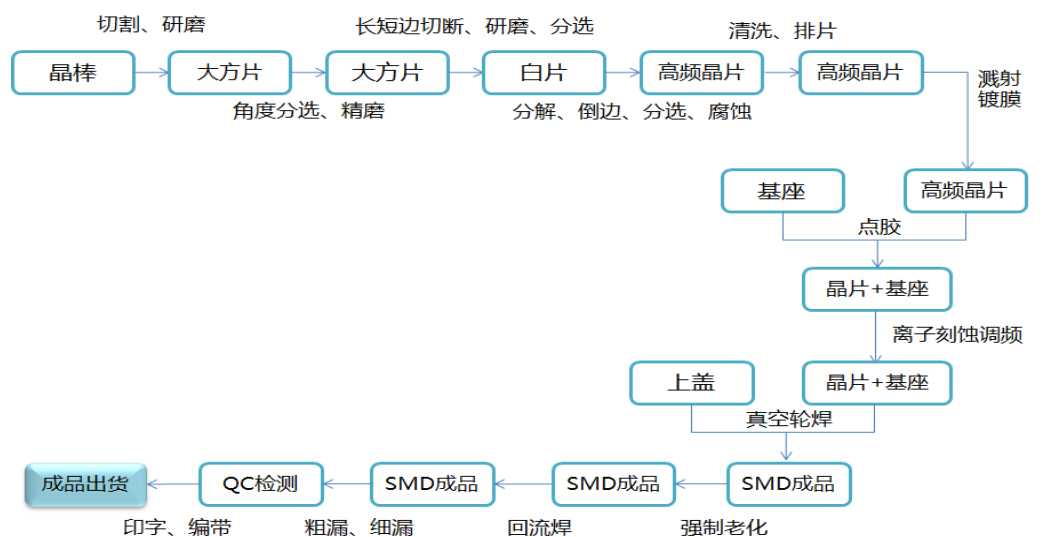 切割、研磨
长短边切断、研磨、分选
清洗、排片
晶棒
大方片
大方片
白片
高频晶片
高频晶片
角度分选、精磨
分解、倒边、分选、腐蚀
溅射
镀膜
基座
高频晶片
点胶
晶片+基座
离子刻蚀调频
上盖
晶片+基座
真空轮焊
成品出货
QC检测
SMD成品
SMD成品
SMD成品
印字、编带
粗漏、细漏
回流焊
强制老化